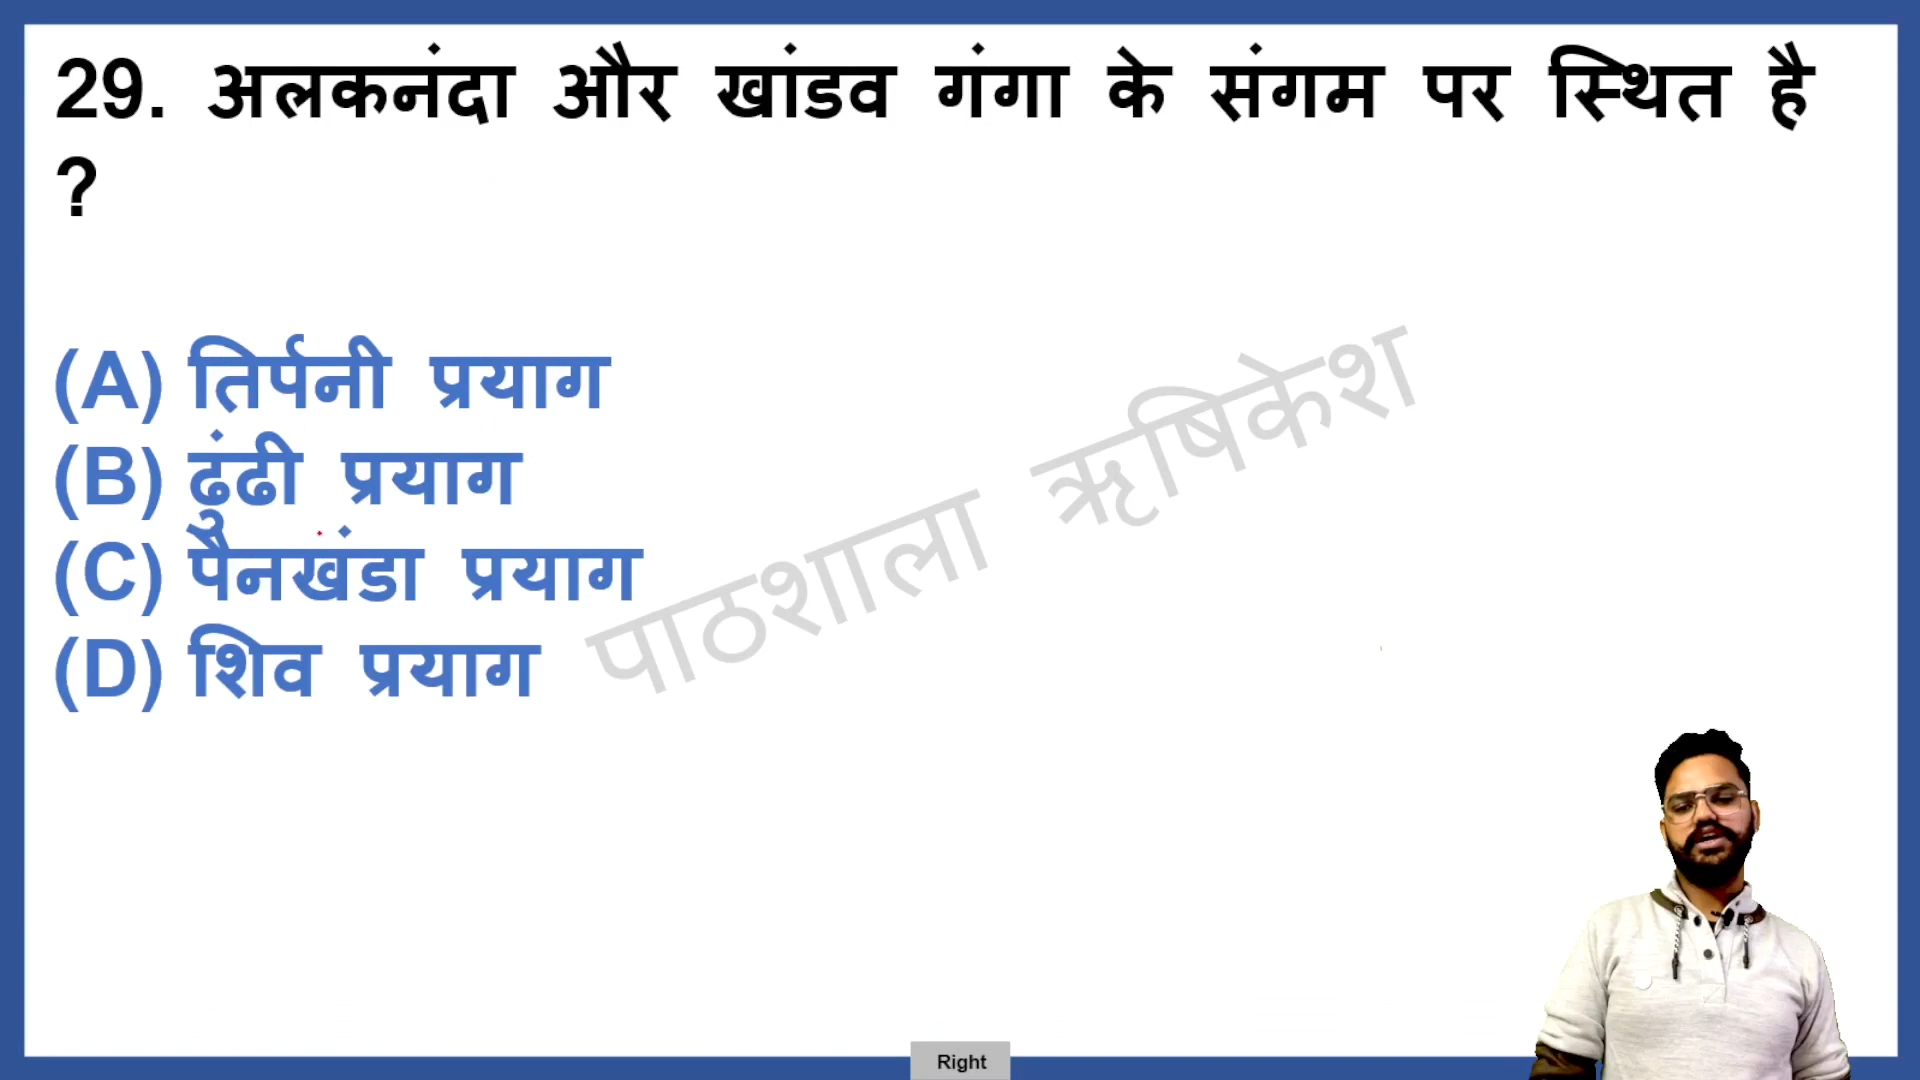 29. अलकनंदा और खांडव गंगा के संगम पर स्थित है
?
(A) तिर्पनी प्रयाग
(B) ढुंढी प्रयाग
(C) पैनखंडा प्रयाग
(D) शिव प्रयाग
पाठशाला ऋषिकेश
Right